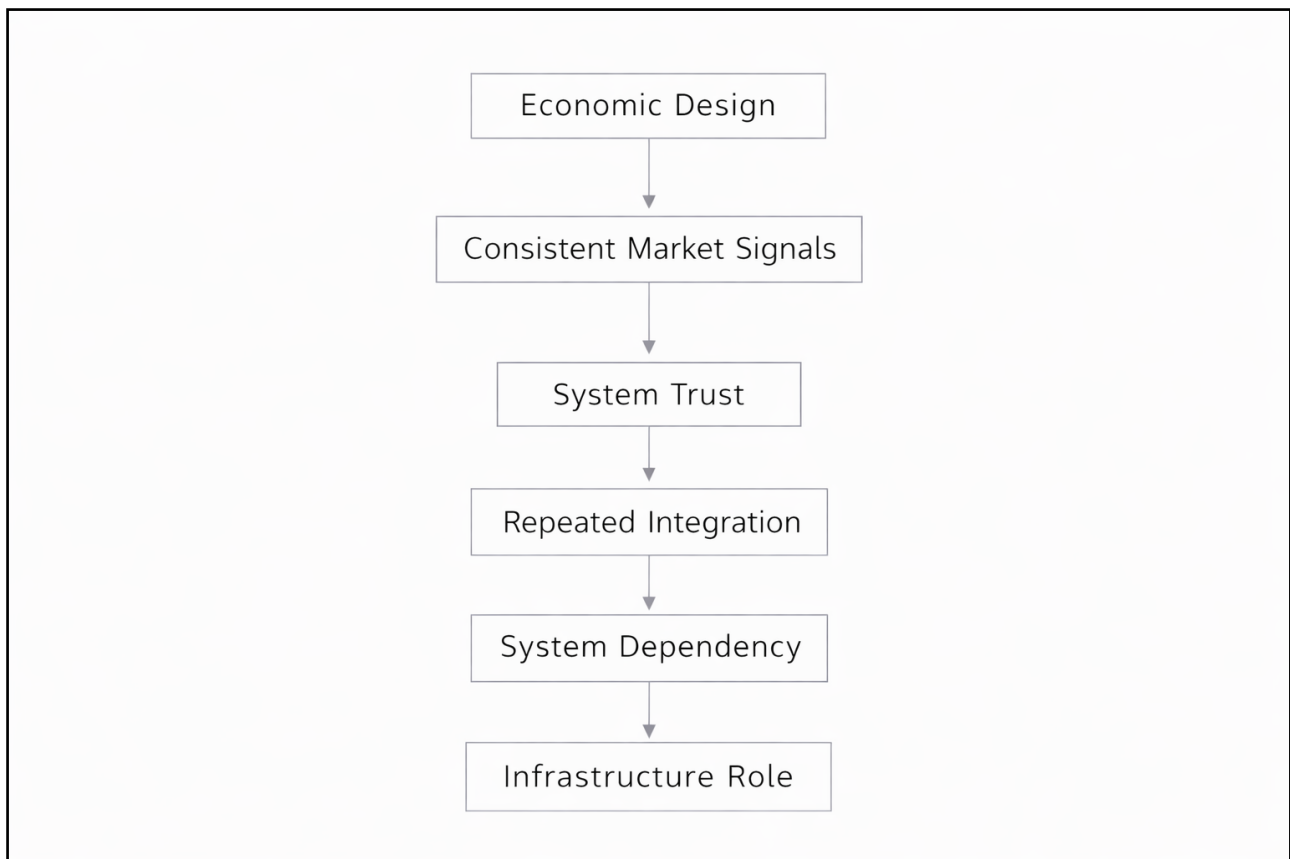 Economic Design
Consistent Market Signals
System Trust
Repeated Integration
System Dependency
Infrastructure Role